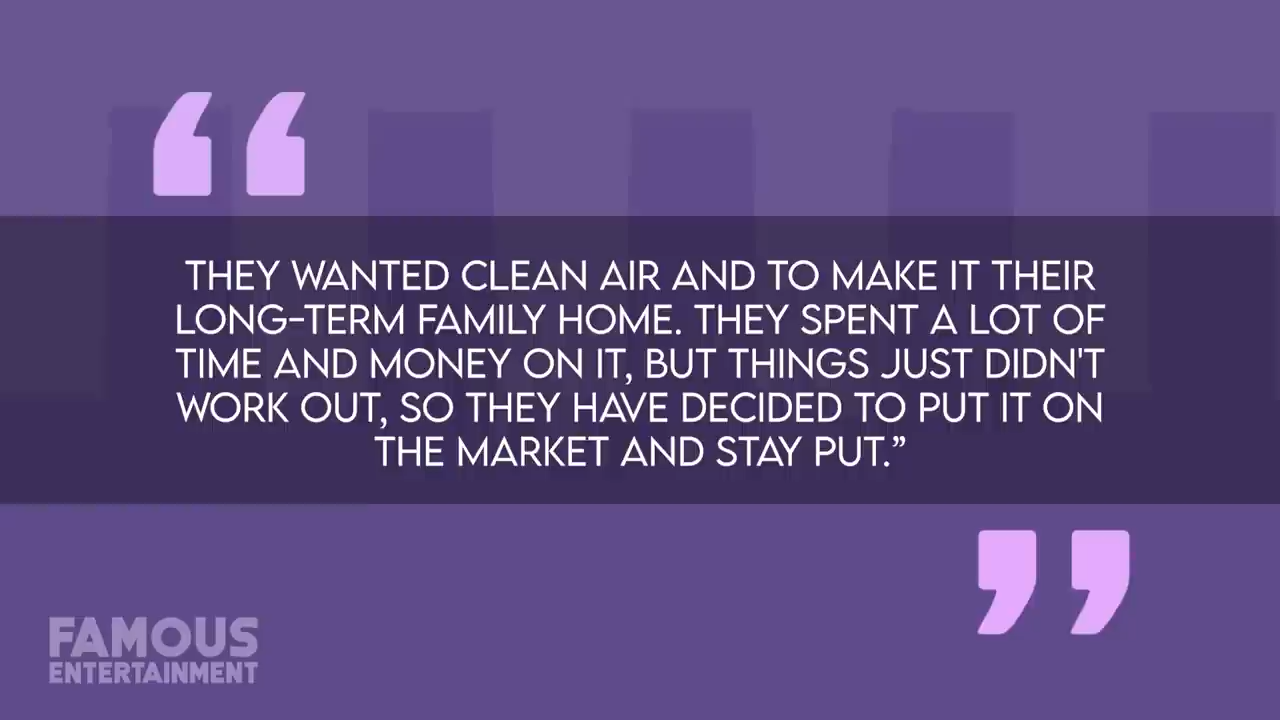 THEY WANTED CLEAN AIR AND TO MAKE IT THEIR
LONG-TERM FAMILY HOME. THEY SPENT A LOT OF
TIME AND MONEY ON IT, BUT THINGS JUST DIDN'T
WORK OUT, SO THEY HAVE DECIDED TO PUT IT ON
THE MARKET AND STAY PUT.”
FAMOUS
ENTERTAINMENT